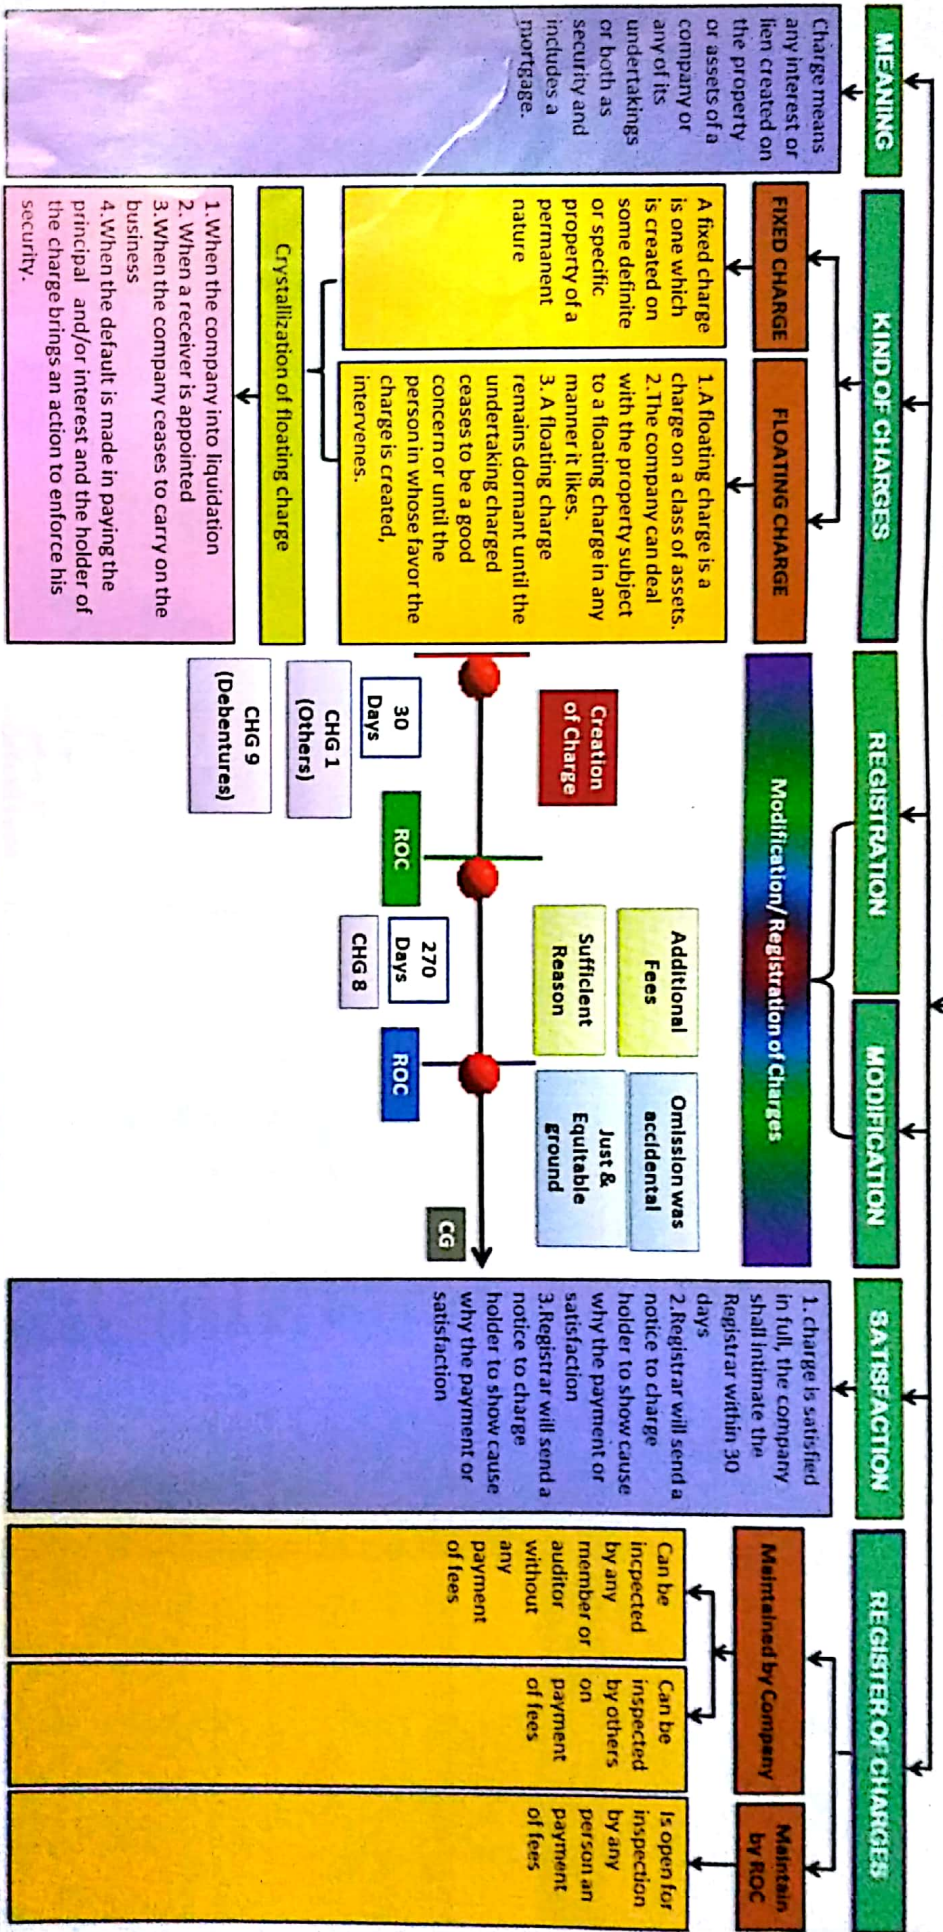 MEANING
Charge means
any interest or
lien created on
the property
or assets of a
company or
any of its
undertakings
or both as
security and
includes a
mortgage.
KIND OF CHARGES
FIXED CHARGE
A fixed charge
is one which
is created on
some definite
or specific
property of a
permanent
nature
FLOATING CHARGE
1.A floating charge is a
charge on a class of assets.
2.The company can deal
with the property subject
to a floating charge in any
manner it likes.
3. A floating charge
remains dormant until the
undertaking charged
ceases to be a good
concern or until the
person in whose favor the
charge is created,
intervenes.
Crystallization of floating charge
1.When the company into liquidation
2. When a receiver is appointed
3.When the company ceases to carry on the
business
4.When the default is made in paying the
principal and/or interest and the holder of
the charge brings an action to enforce his
security.
REGISTRATION
MODIFICATION
Modification/ Registration of Charges
Creation
of Charge
Additional
Fees
Sufficient
Reason
Omission was
accidental
Just &
Equitable
ground
30
Days
CHG 1
(Others)
CHG 9
(Debentures)
ROC
270
Days
CHG 8
ROC
CG
SATISFACTION
1. charge is satisfied
in full, the company
shall intimate the
Registrar within 30
days
2.Registrar will send a
notice to charge
holder to show cause
why the payment or
satisfaction
3.Registrar will send a
notice to charge
holder to show cause
why the payment or
satisfaction
REGISTER OF CHARGES
Maintained by Company
Can be
incpected
by any
member or
auditor
without
any
payment
of fees
Can be
inspected
by others
on
payment
of fees
Maintain
by ROC
Is open for
inspection
by any
person an
payment
of fees